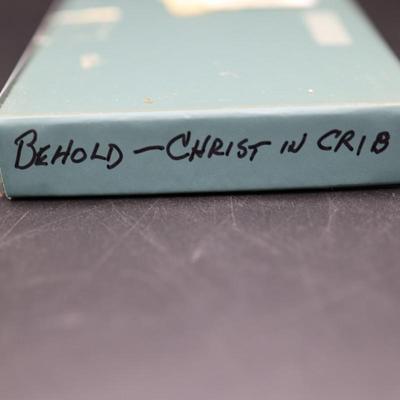 BEHOLD — CHRIST IN CRIB